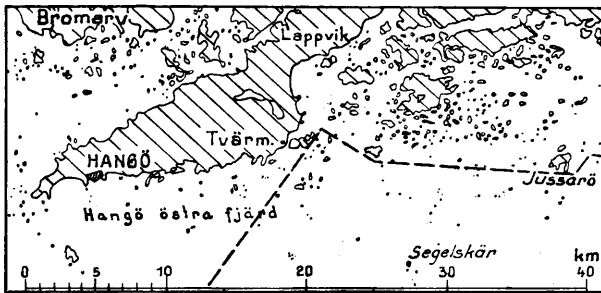 Bromarv
Lappvik
Tvärm.
HANGÖ
Jussarö
Hangö östra fjärd
Segelskär
km
0 5 10 20 30 40